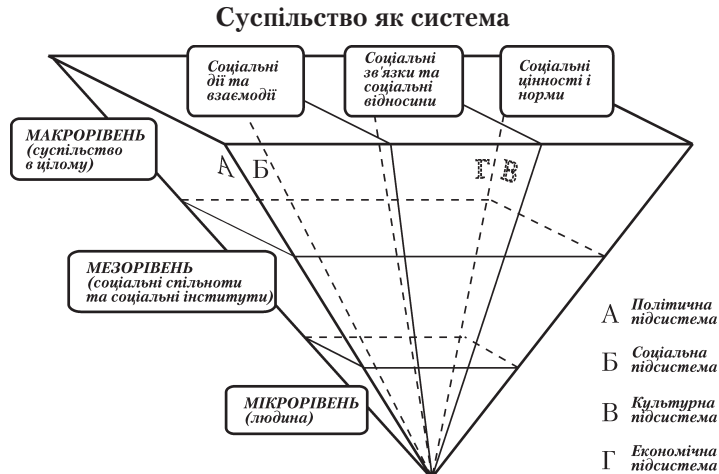 Суспільство як система
Соціальні
дії та
взаємодії
Соціальні
зв'язки та
соціальні
відносини
Соціальні
цінності і
норми
МАКРОРІВЕНЬ
(суспільство
в цілому)
А Б Г В
МЕЗОРІВЕНЬ
(соціальні спільноти
та соціальні інститути)
МІКРОРІВЕНЬ
(людина)
А Політична
підсистема
Б Соціальна
підсистема
В Культурна
підсистема
Г Економічна
підсистема